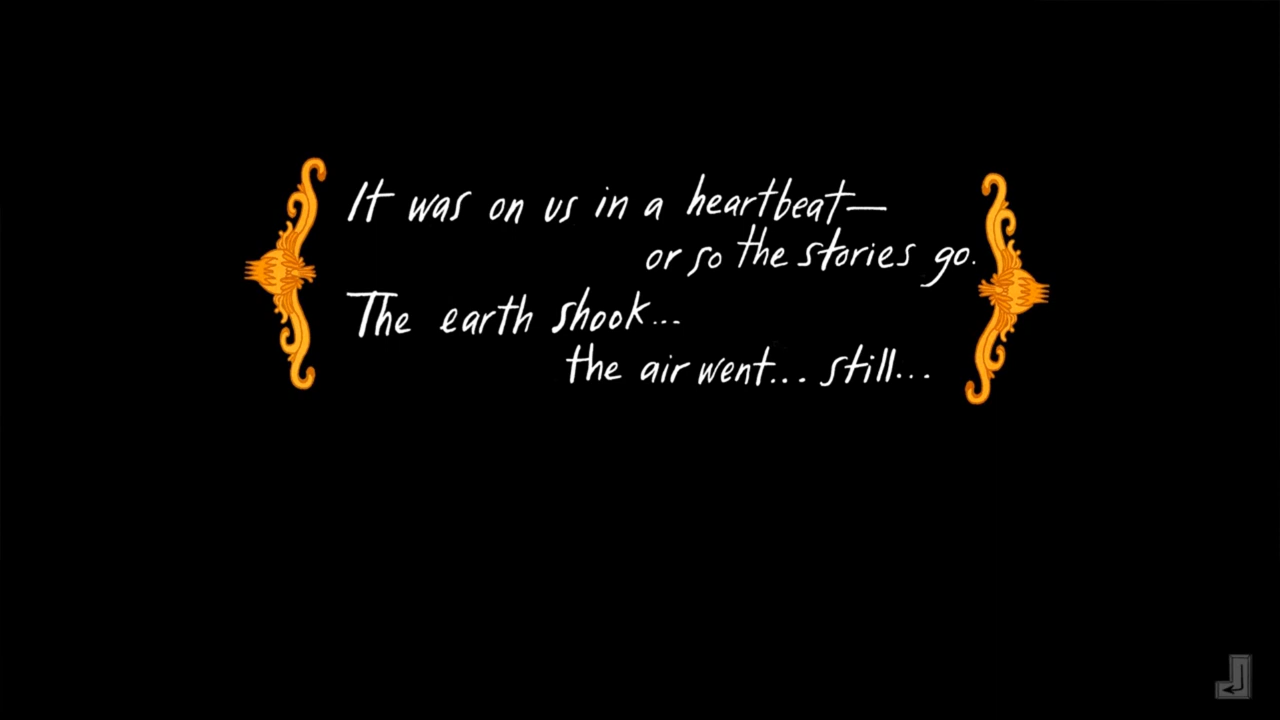 It was on us in a heartbeat—
or so the stories go.
The earth shook...
the air went... still...